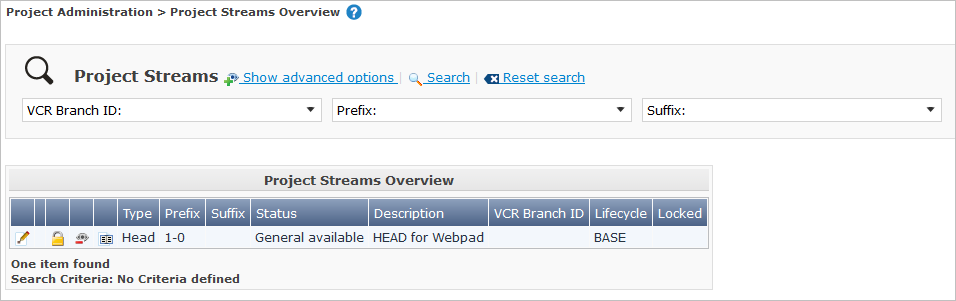 Project Administration > Project Streams Overview ?
Project Streams Show advanced options | Search | Reset search
VCR Branch ID: Prefix: Suffix:
Project Streams Overview
Type Prefix Suffix Status Description VCR Branch ID Lifecycle Locked
Head 1-0 General available HEAD for Webpad BASE
One item found
Search Criteria: No Criteria defined